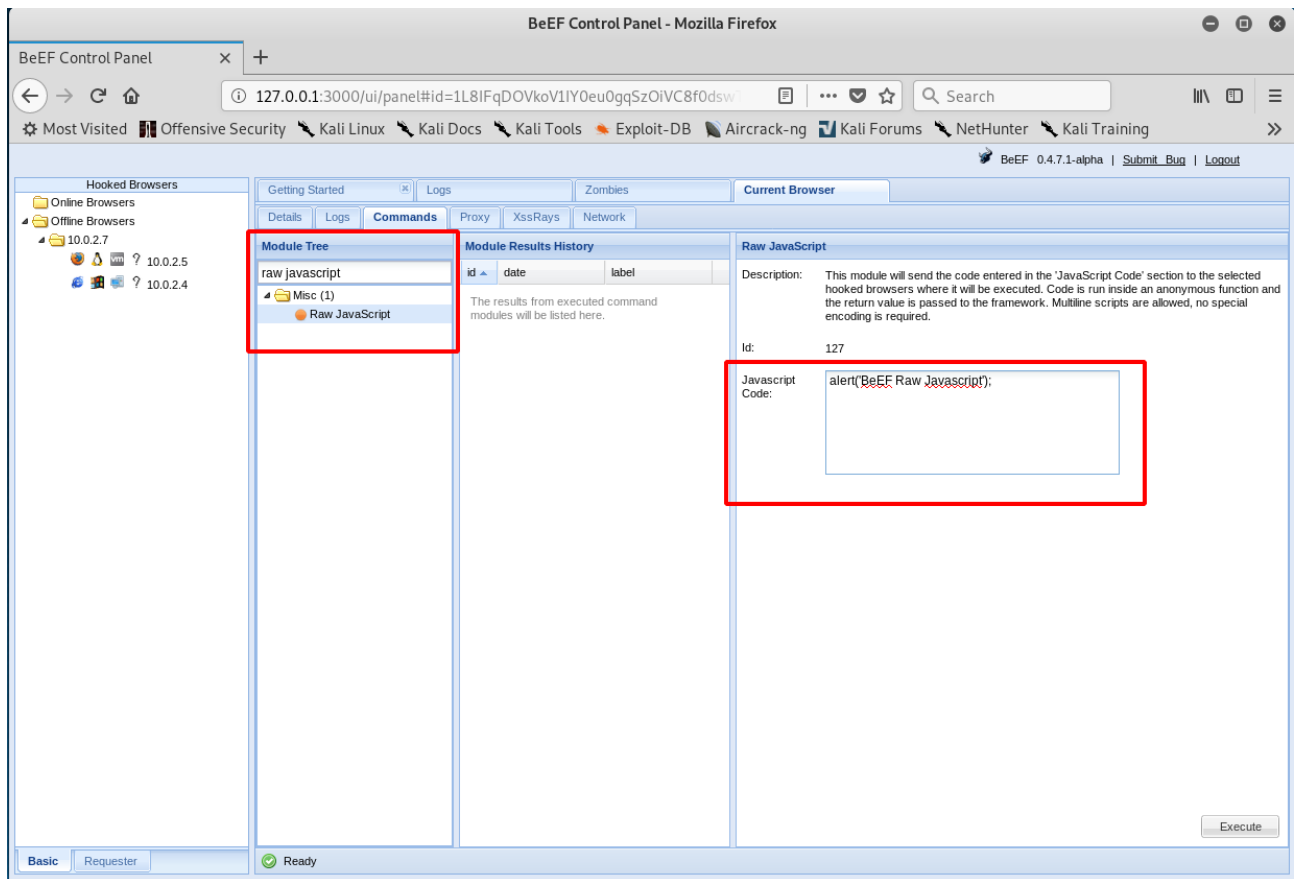 BeEF Control Panel - Mozilla Firefox
BeEF Control Panel
127.0.0.1:3000/ui/panel#id=1L8IFqDOVkoV1IY0eu0gqSzOiVC8f0dsw
Search
Most Visited Offensive Security Kali Linux Kali Docs Kali Tools Exploit-DB Aircrack-ng Kali Forums NetHunter Kali Training
BeEF 0.4.7.1-alpha | Submit Bug | Logout
Hooked Browsers
Online Browsers
Offline Browsers
10.0.2.7
? 10.0.2.5
? 10.0.2.4
Getting Started Logs Zombies Current Browser
Details Logs Commands Proxy XssRays Network
Module Tree
raw javascript
Misc (1)
Raw JavaScript
Module Results History
id date label
The results from executed command
modules will be listed here.
Raw JavaScript
Description: This module will send the code entered in the 'JavaScript Code' section to the selected
hooked browsers where it will be executed. Code is run inside an anonymous function and
the return value is passed to the framework. Multiline scripts are allowed, no special
encoding is required.
Id: 127
Javascript
Code:
alert('BeEF Raw Javascript');
Execute
Basic Requester
Ready